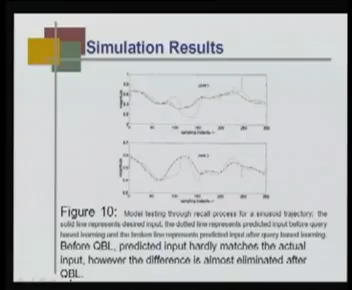 Simulation Results
Figure 10: Model testing through recall process for a sinusoid trajectory; the
solid line represents desired input, the dotted line represents predicted input before query
based learning and the broken line represents predicted input after query based learning.
Before QBL, predicted input hardly matches the actual
input, however the difference is almost eliminated after
QBL.